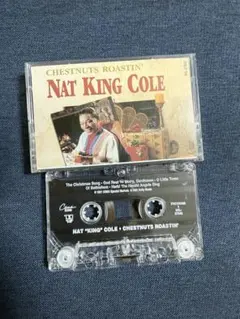 CHESTNUTS ROASTIN'
NAT KING COLE
The Christmas Song • God Rest Ye Merry, Gentlemen • O Little Town
Of Bethlehem • Hark! The Herald Angels Sing
NAT "KING" COLE • CHESTNUTS ROASTIN'